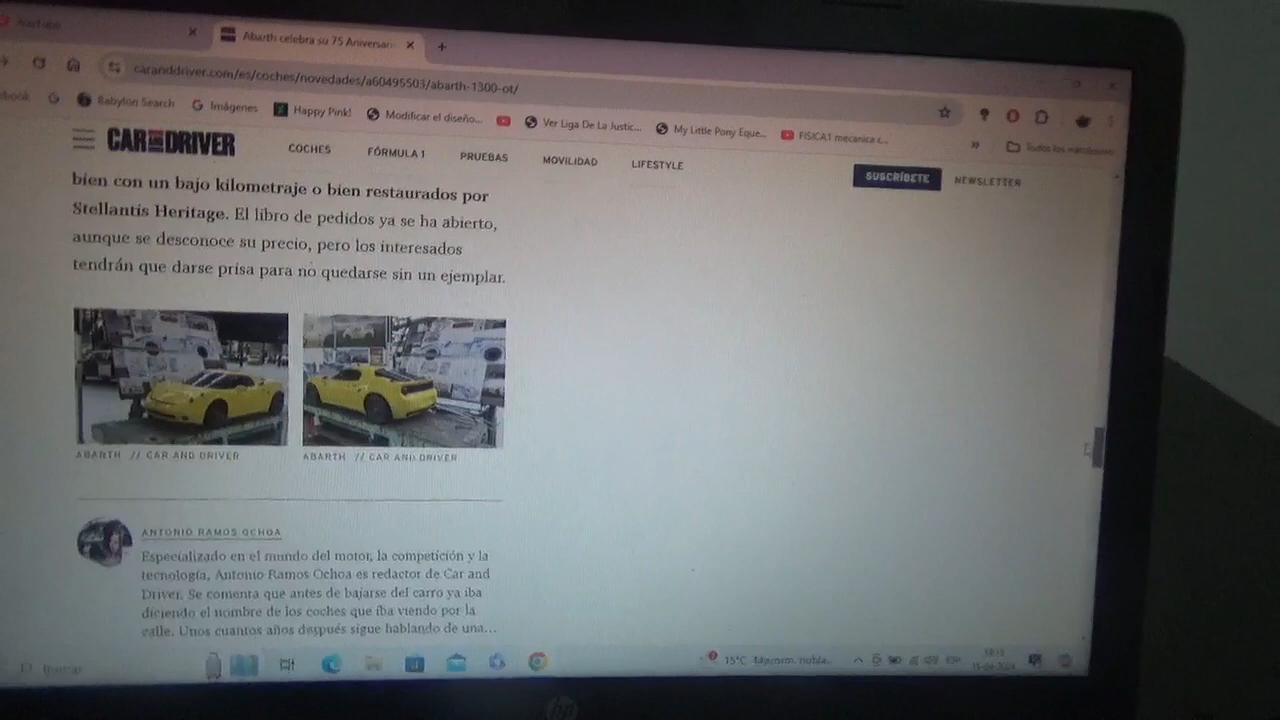 YouTube
Abarth celebra su 75 Aniversari
caranddriver.com/es/coches/novedades/a60495503/abarth-1300-ot/
ebook
Babylon Search
Imágenes
Happy Pink!
Modificar el diseño...
Ver Liga De La Justic...
My Little Pony Eque...
FISICA1 mecanica c...
»
Todos los marcadores
CAR AND DRIVER
COCHES
FÓRMULA 1
PRUEBAS
MOVILIDAD
LIFESTYLE
SUSCRÍBETE
NEWSLETTER
bien con un bajo kilometraje o bien restaurados por
Stellantis Heritage. El libro de pedidos ya se ha abierto,
aunque se desconoce su precio, pero los interesados
tendrán que darse prisa para no quedarse sin un ejemplar.
ABARTH // CAR AND DRIVER
ABARTH // CAR AND DRIVER
ANTONIO RAMOS OCHOA
Especializado en el mundo del motor, la competición y la
tecnología, Antonio Ramos Ochoa es redactor de Car and
Driver. Se comenta que antes de bajarse del carro ya iba
diciendo el nombre de los coches que iba viendo por la
calle. Unos cuantos años después sigue hablando de una...
Buscar
15°C
ESP
hp